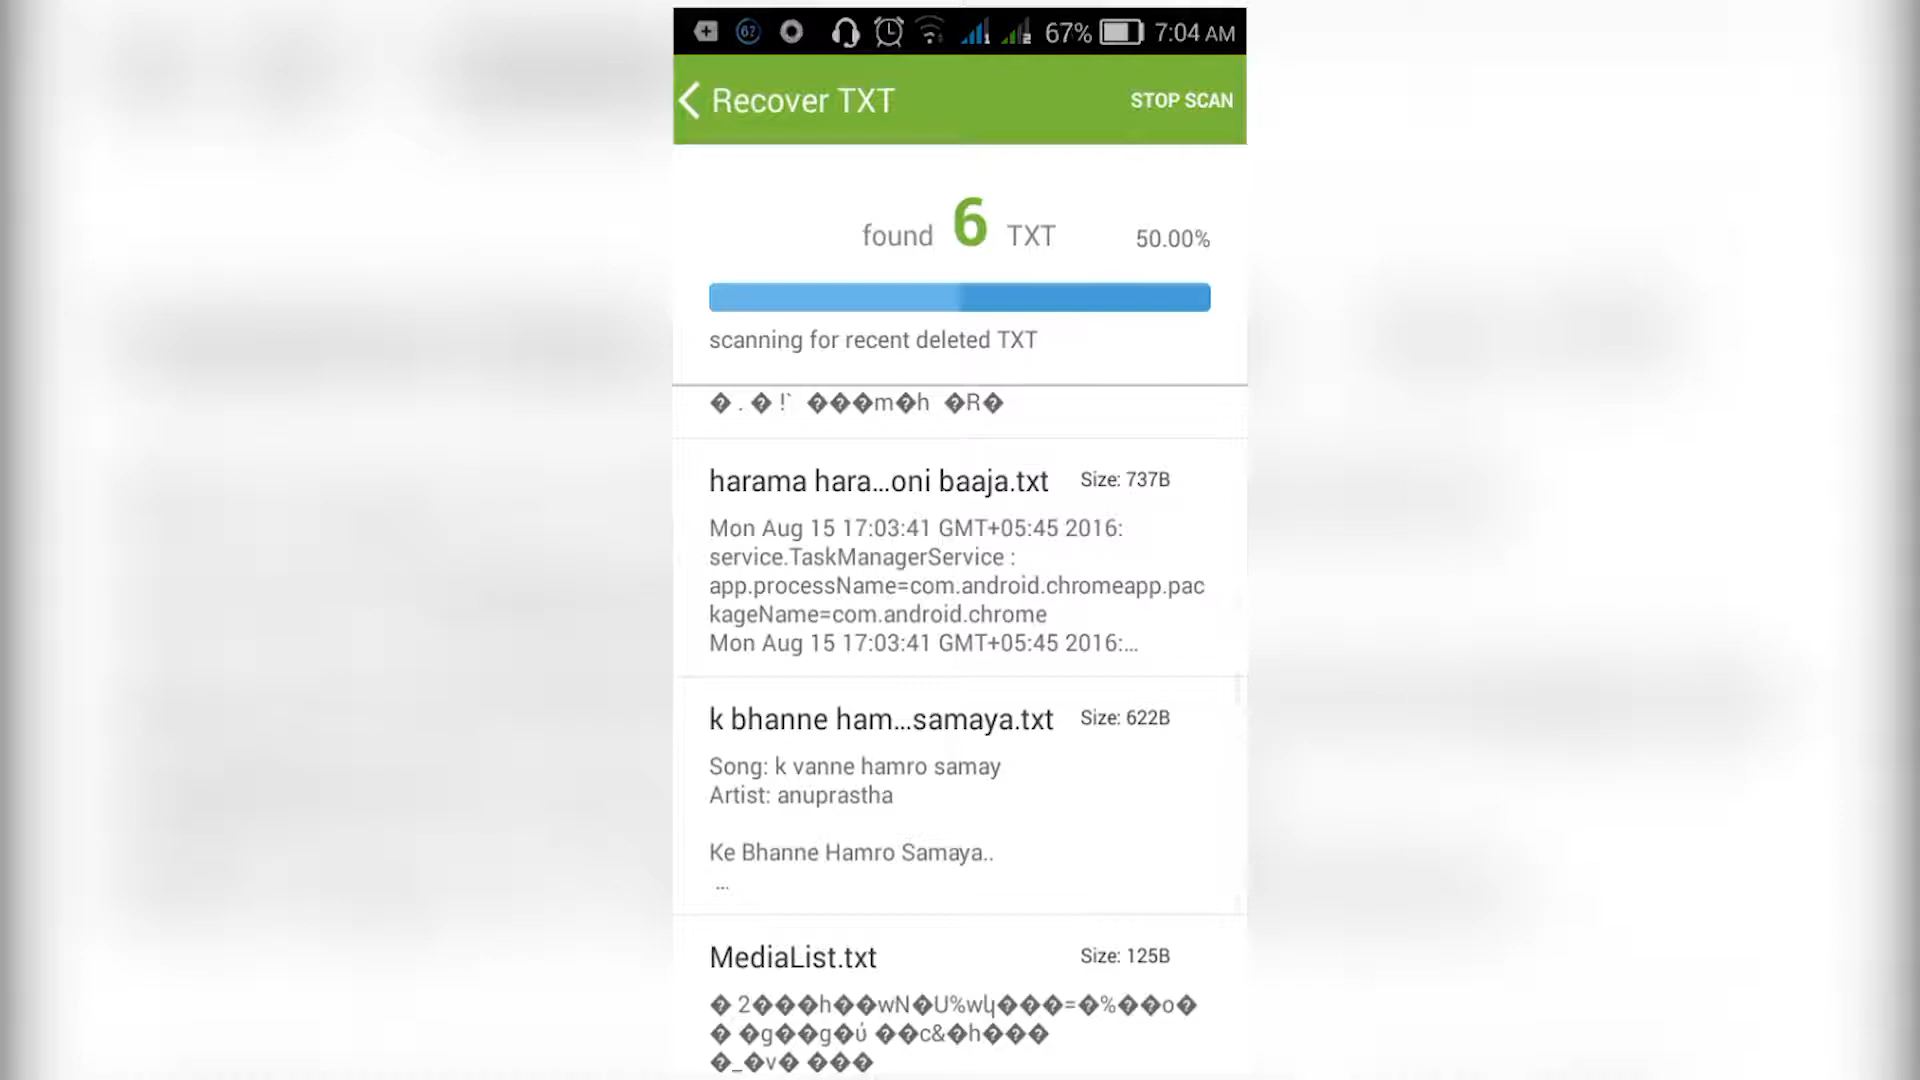 67% 7:04 AM
Recover TXT STOP SCAN
found 6 TXT 50.00%
scanning for recent deleted TXT
� . � !` ���m�h �R�
harama hara...oni baaja.txt Size: 737B
Mon Aug 15 17:03:41 GMT+05:45 2016:
service.TaskManagerService :
app.processName=com.android.chromeapp.pac
kageName=com.android.chrome
Mon Aug 15 17:03:41 GMT+05:45 2016:...
k bhanne ham...samaya.txt Size: 622B
Song: k vanne hamro samay
Artist: anuprastha
Ke Bhanne Hamro Samaya..
...
MediaList.txt Size: 125B
� 2���h��wN�U%wկ���=�%��o�
� �g��g�ύ ��c&�h���
�_�v� ���